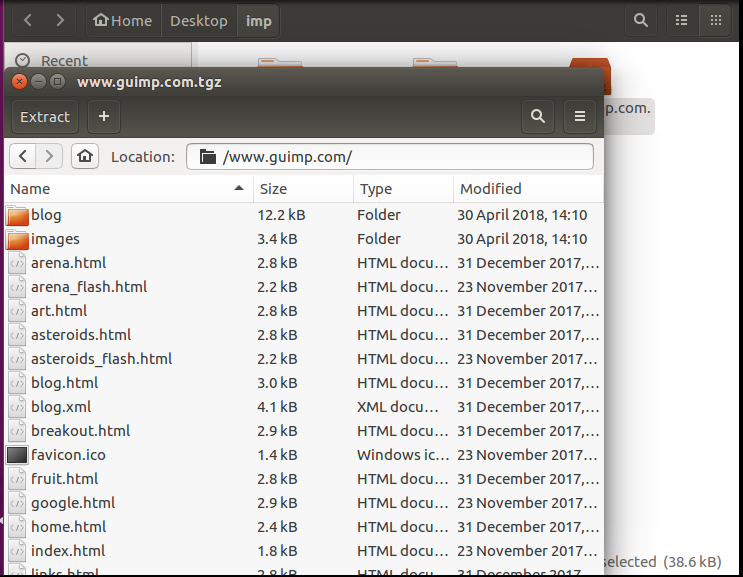 Home Desktop imp
Recent
www.guimp.com.tgz
p.com.
Extract +
Location: /www.guimp.com/
Name Size Type Modified
blog 12.2 kB Folder 30 April 2018, 14:10
images 3.4 kB Folder 30 April 2018, 14:10
arena.html 2.8 kB HTML docu… 31 December 2017,…
arena_flash.html 2.2 kB HTML docu… 23 November 2017…
art.html 2.8 kB HTML docu… 31 December 2017,…
asteroids.html 2.8 kB HTML docu… 31 December 2017,…
asteroids_flash.html 2.2 kB HTML docu… 23 November 2017…
blog.html 3.0 kB HTML docu… 31 December 2017,…
blog.xml 4.1 kB XML docu… 31 December 2017,…
breakout.html 2.9 kB HTML docu… 31 December 2017,…
favicon.ico 1.4 kB Windows ic… 23 November 2017…
fruit.html 2.8 kB HTML docu… 31 December 2017,…
google.html 2.9 kB HTML docu… 23 November 2017…
home.html 2.4 kB HTML docu… 31 December 2017,…
index.html 1.8 kB HTML docu… 23 November 2017…
links.html 2.8 kB HTML docu… 31 December 2017,…
selected (38.6 kB)